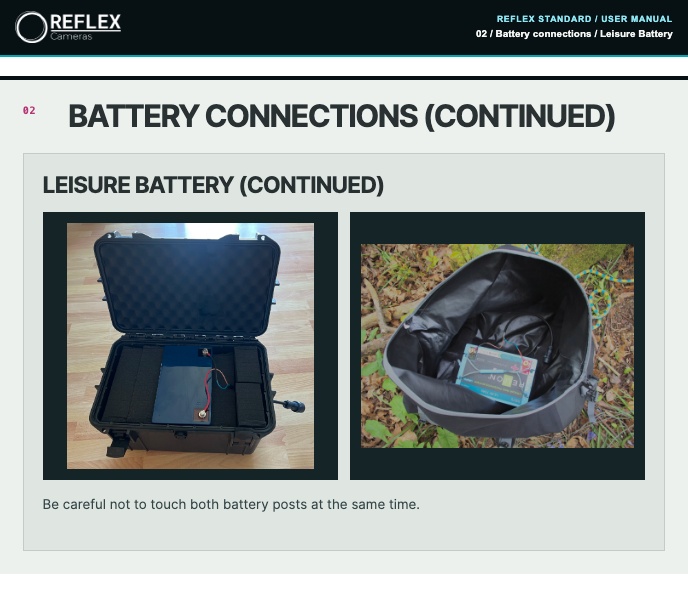 REFLEX
Cameras
REFLEX STANDARD / USER MANUAL
02 / Battery connections / Leisure Battery
02
BATTERY CONNECTIONS (CONTINUED)
LEISURE BATTERY (CONTINUED)
Be careful not to touch both battery posts at the same time.